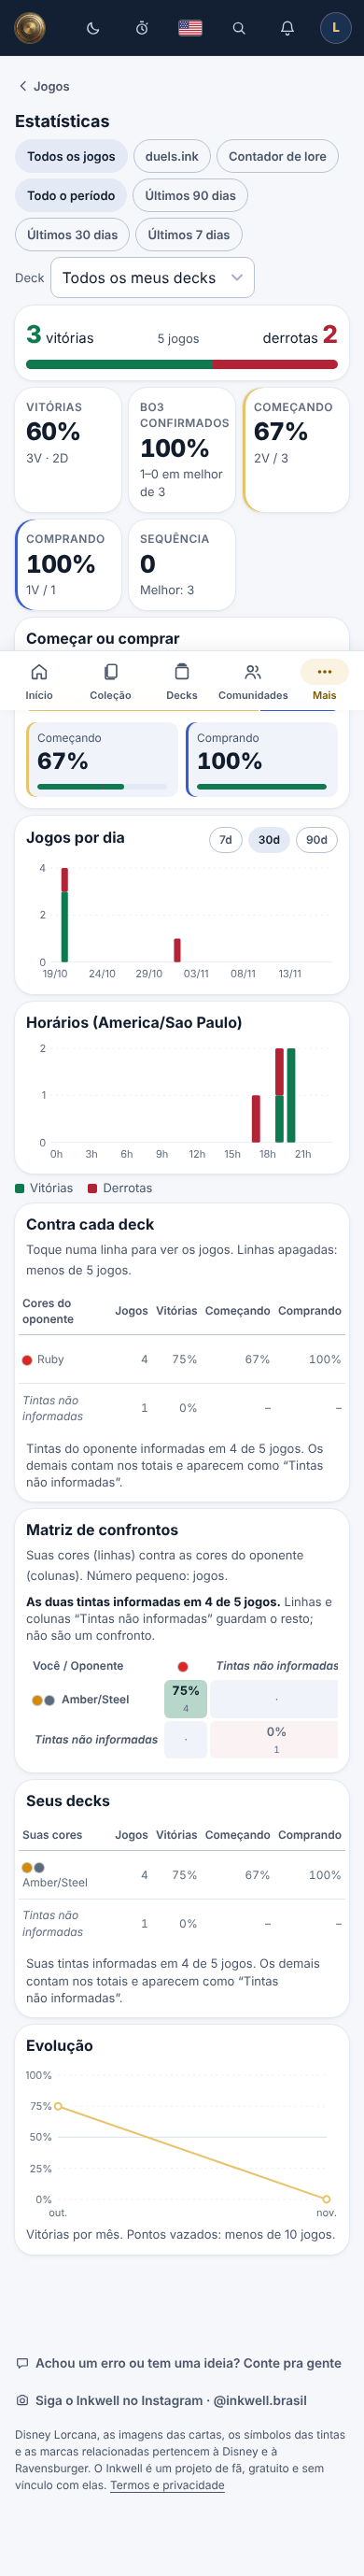 L
Jogos
Estatísticas
Todos os jogos duels.ink Contador de lore
Todo o período Últimos 90 dias
Últimos 30 dias Últimos 7 dias
Deck Todos os meus decks
3 vitórias 5 jogos derrotas 2
VITÓRIAS
60%
3V · 2D
BO3
CONFIRMADOS
100%
1–0 em melhor
de 3
COMEÇANDO
67%
2V / 3
COMPRANDO
100%
1V / 1
SEQUÊNCIA
0
Melhor: 3
Começar ou comprar
Início Coleção Decks Comunidades Mais
Começando
67%
Comprando
100%
Jogos por dia 7d 30d 90d
4
2
0
19/10 24/10 29/10 03/11 08/11 13/11
Horários (America/Sao Paulo)
2
1
0
0h 3h 6h 9h 12h 15h 18h 21h
Vitórias Derrotas
Contra cada deck
Toque numa linha para ver os jogos. Linhas apagadas:
menos de 5 jogos.
Cores do
oponente Jogos Vitórias Começando Comprando
Ruby 4 75% 67% 100%
Tintas não
informadas 1 0% – –
Tintas do oponente informadas em 4 de 5 jogos. Os
demais contam nos totais e aparecem como “Tintas
não informadas”.
Matriz de confrontos
Suas cores (linhas) contra as cores do oponente
(colunas). Número pequeno: jogos.
As duas tintas informadas em 4 de 5 jogos. Linhas e
colunas “Tintas não informadas” guardam o resto;
não são um confronto.
Você / Oponente Tintas não informadas
Amber/Steel 75% ·
4
Tintas não informadas · 0%
1
Seus decks
Suas cores Jogos Vitórias Começando Comprando
Amber/Steel 4 75% 67% 100%
Tintas não
informadas 1 0% – –
Suas tintas informadas em 4 de 5 jogos. Os demais
contam nos totais e aparecem como “Tintas
não informadas”.
Evolução
100%
75%
50%
25%
0%
out. nov.
Vitórias por mês. Pontos vazados: menos de 10 jogos.
Achou um erro ou tem uma ideia? Conte pra gente
Siga o Inkwell no Instagram · @inkwell.brasil
Disney Lorcana, as imagens das cartas, os símbolos das tintas
e as marcas relacionadas pertencem à Disney e à
Ravensburger. O Inkwell é um projeto de fã, gratuito e sem
vínculo com elas. Termos e privacidade